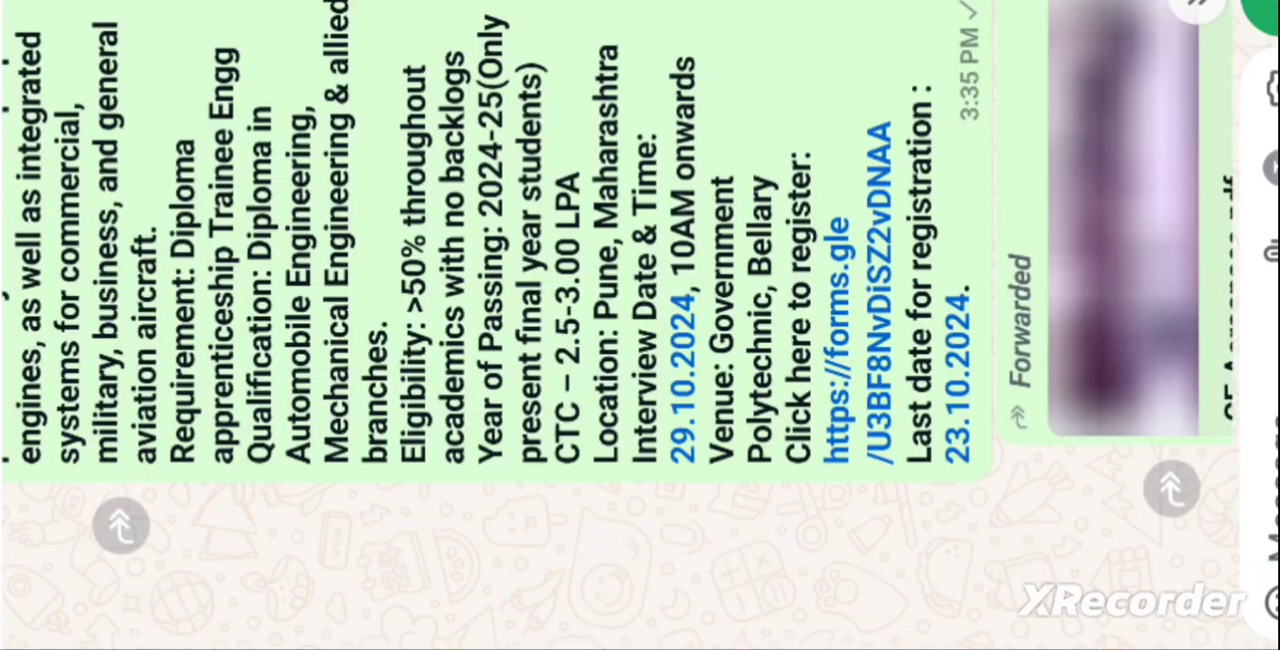 engines, as well as integrated
systems for commercial,
military, business, and general
aviation aircraft.
Requirement: Diploma
apprenticeship Trainee Engg
Qualification: Diploma in
Automobile Engineering,
Mechanical Engineering & allied
branches.
Eligibility: >50% throughout
academics with no backlogs
Year of Passing: 2024-25(Only
present final year students)
CTC – 2.5-3.00 LPA
Location: Pune, Maharashtra
Interview Date & Time:
29.10.2024, 10AM onwards
Venue: Government
Polytechnic, Bellary
Click here to register:
https://forms.gle
/U3BF8NvDiSZ2vDNAA
Last date for registration :
23.10.2024.
3:35 PM
Forwarded
XRecorder